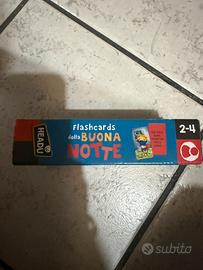 HEADU
Flashcards
della BUONA
NOTTE
2-4
subito